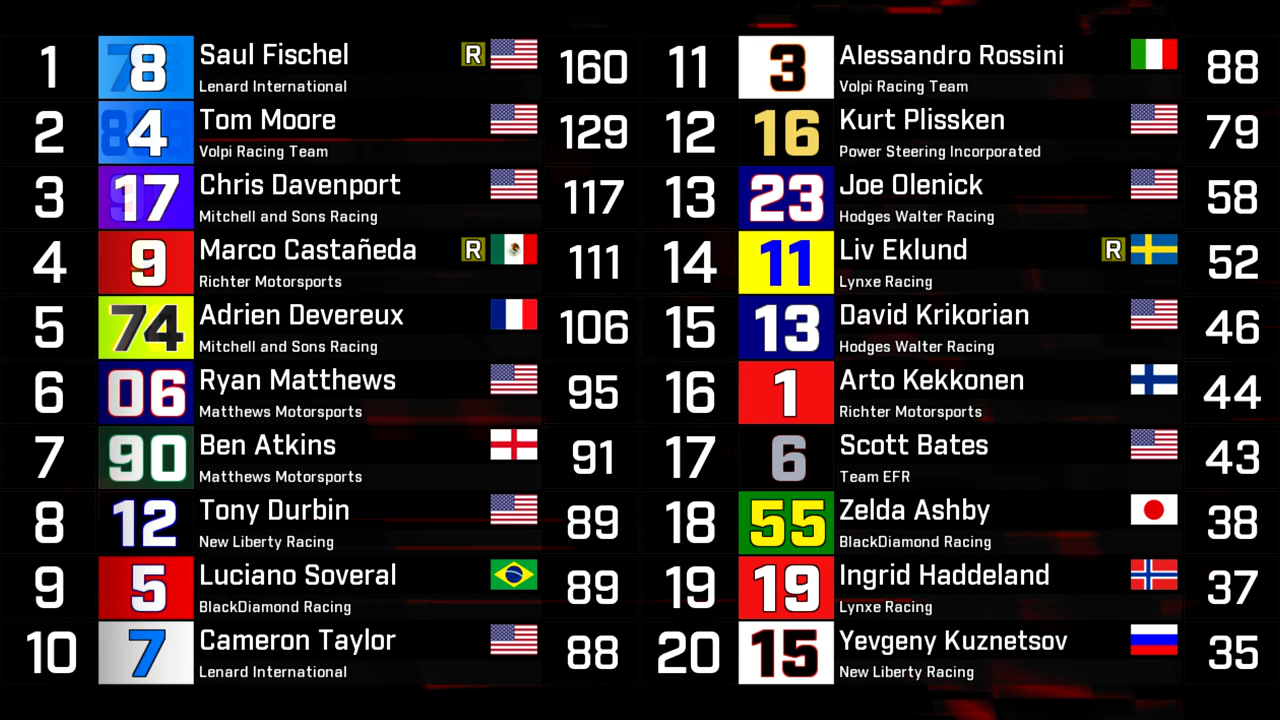 1 8 Saul Fischel R 160
Lenard International
2 4 Tom Moore 129
Volpi Racing Team
3 17 Chris Davenport 117
Mitchell and Sons Racing
4 9 Marco Castañeda R 111
Richter Motorsports
5 74 Adrien Devereux 106
Mitchell and Sons Racing
6 06 Ryan Matthews 95
Matthews Motorsports
7 90 Ben Atkins 91
Matthews Motorsports
8 12 Tony Durbin 89
New Liberty Racing
9 5 Luciano Soveral 89
BlackDiamond Racing
10 7 Cameron Taylor 88
Lenard International
11 3 Alessandro Rossini 88
Volpi Racing Team
12 16 Kurt Plissken 79
Power Steering Incorporated
13 23 Joe Olenick 58
Hodges Walter Racing
14 11 Liv Eklund R 52
Lynxe Racing
15 13 David Krikorian 46
Hodges Walter Racing
16 1 Arto Kekkonen 44
Richter Motorsports
17 6 Scott Bates 43
Team EFR
18 55 Zelda Ashby 38
BlackDiamond Racing
19 19 Ingrid Haddeland 37
Lynxe Racing
20 15 Yevgeny Kuznetsov 35
New Liberty Racing